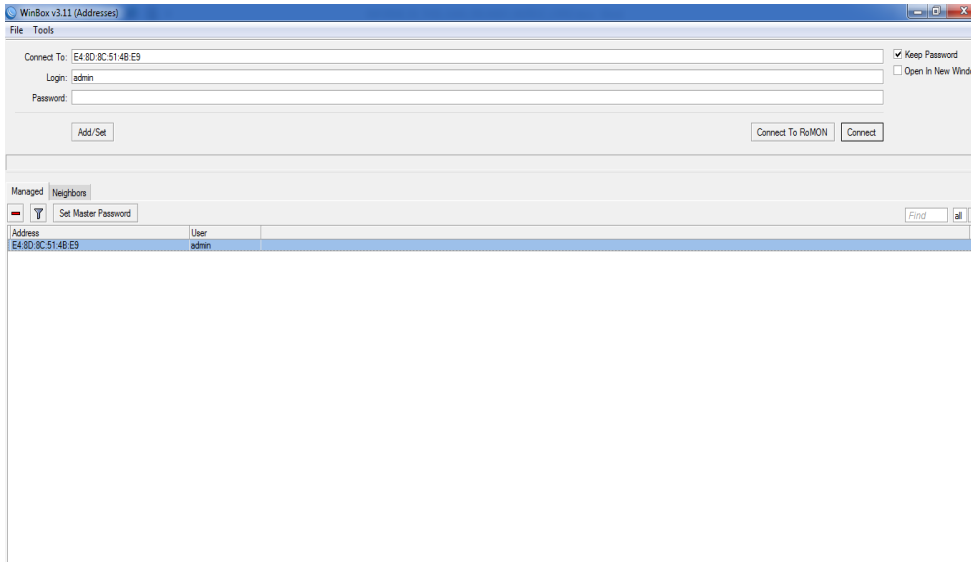 WinBox v3.11 (Addresses)
File Tools
Connect To: E4:8D:8C:51:4B:E9
Keep Password
Login: admin
Open In New
Password:
Add/Set
Connect To RoMON Connect
Managed Neighbors
Set Master Password
Find all
Address User
E4:8D:8C:51:4B:E9 admin